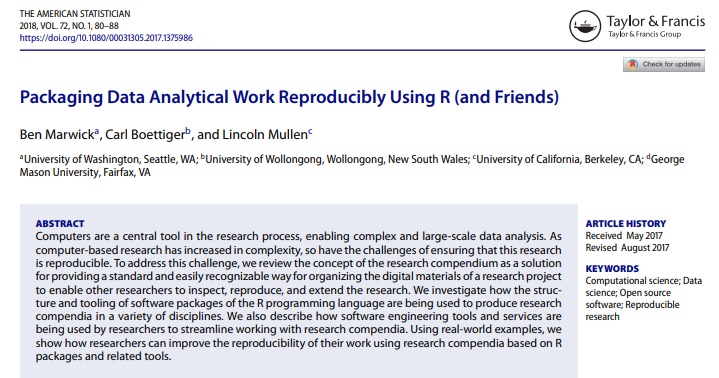 THE AMERICAN STATISTICIAN
2018, VOL. 72, NO. 1, 80–88
https://doi.org/10.1080/00031305.2017.1375986
Taylor & Francis
Taylor & Francis Group
Check for updates
Packaging Data Analytical Work Reproducibly Using R (and Friends)
Ben Marwickᵃ, Carl Boettigerᵇ, and Lincoln Mullenᶜ
ᵃUniversity of Washington, Seattle, WA; ᵇUniversity of Wollongong, Wollongong, New South Wales; ᶜUniversity of California, Berkeley, CA; ᵈGeorge
Mason University, Fairfax, VA
ABSTRACT
Computers are a central tool in the research process, enabling complex and large-scale data analysis. As
computer-based research has increased in complexity, so have the challenges of ensuring that this research
is reproducible. To address this challenge, we review the concept of the research compendium as a solution
for providing a standard and easily recognizable way for organizing the digital materials of a research project
to enable other researchers to inspect, reproduce, and extend the research. We investigate how the struc-
ture and tooling of software packages of the R programming language are being used to produce research
compendia in a variety of disciplines. We also describe how software engineering tools and services are
being used by researchers to streamline working with research compendia. Using real-world examples, we
show how researchers can improve the reproducibility of their work using research compendia based on R
packages and related tools.
ARTICLE HISTORY
Received May 2017
Revised August 2017
KEYWORDS
Computational science; Data
science; Open source
software; Reproducible
research